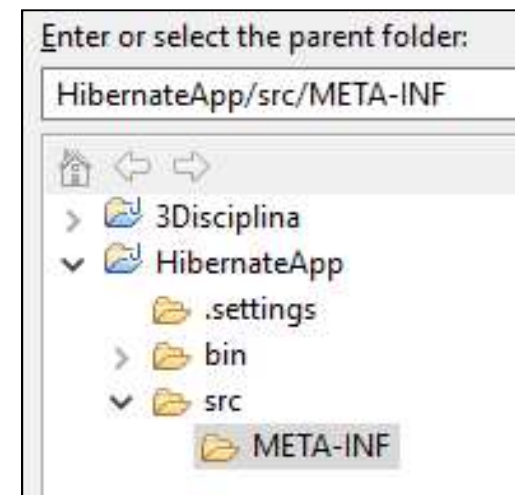 Enter or select the parent folder:
HibernateApp/src/META-INF
3Disciplina
HibernateApp
.settings
bin
src
META-INF